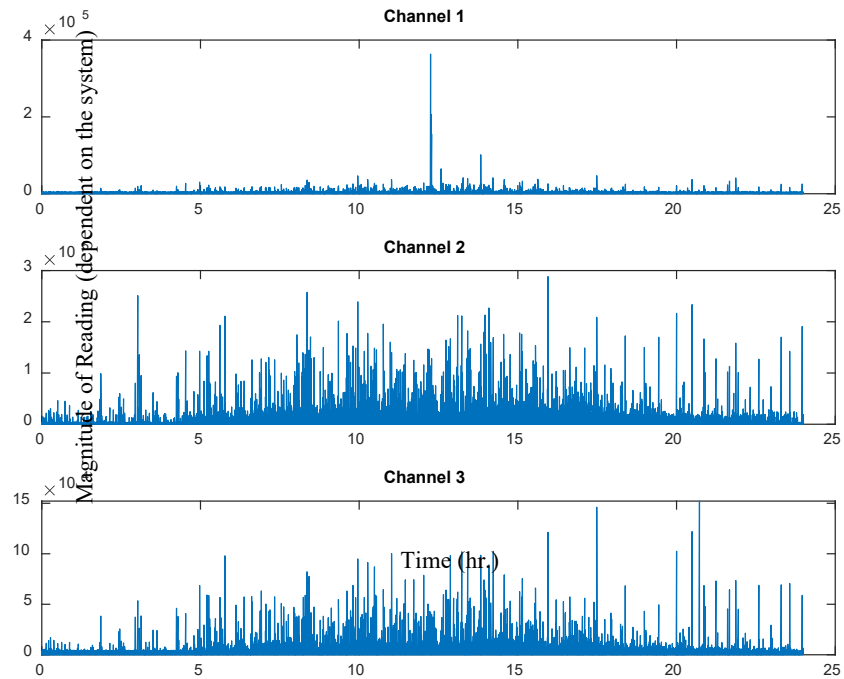 Channel 1
× 10 5
4
2
0
0 5 10 15 20 25
Magnitude of Reading (dependent on the system)
Channel 2
× 10
3
2
1
0
0 5 10 15 20 25
Channel 3
× 10
15
10
5
0
Time (hr.)
0 5 10 15 20 25